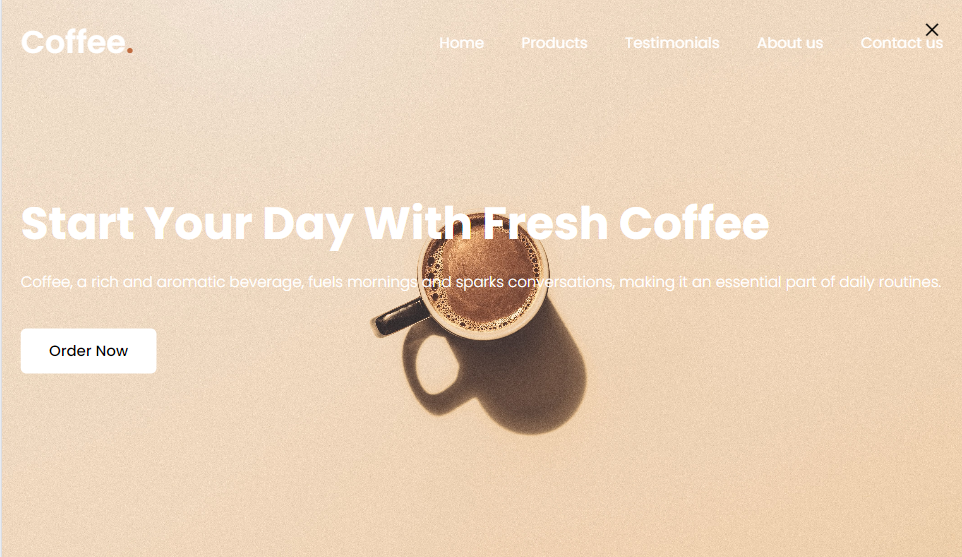 Coffee.
Home Products Testimonials About us Contact us
Start Your Day With Fresh Coffee
Coffee, a rich and aromatic beverage, fuels mornings and sparks conversations, making it an essential part of daily routines.
Order Now